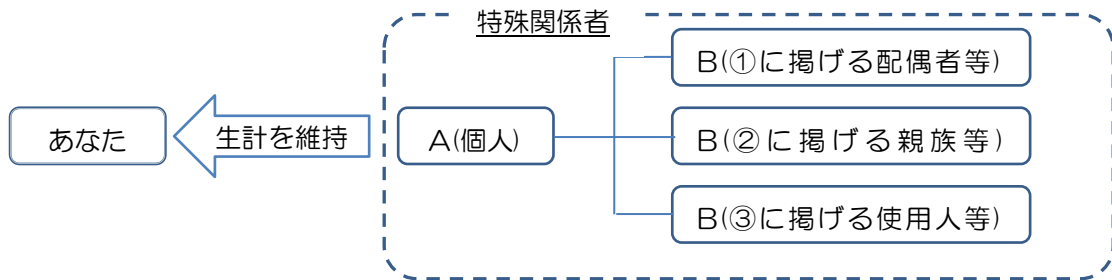 特殊関係者
B(①に掲げる配偶者等)
あなた
生計を維持
A(個人)
B(②に掲げる親族等)
B(③に掲げる使用人等)